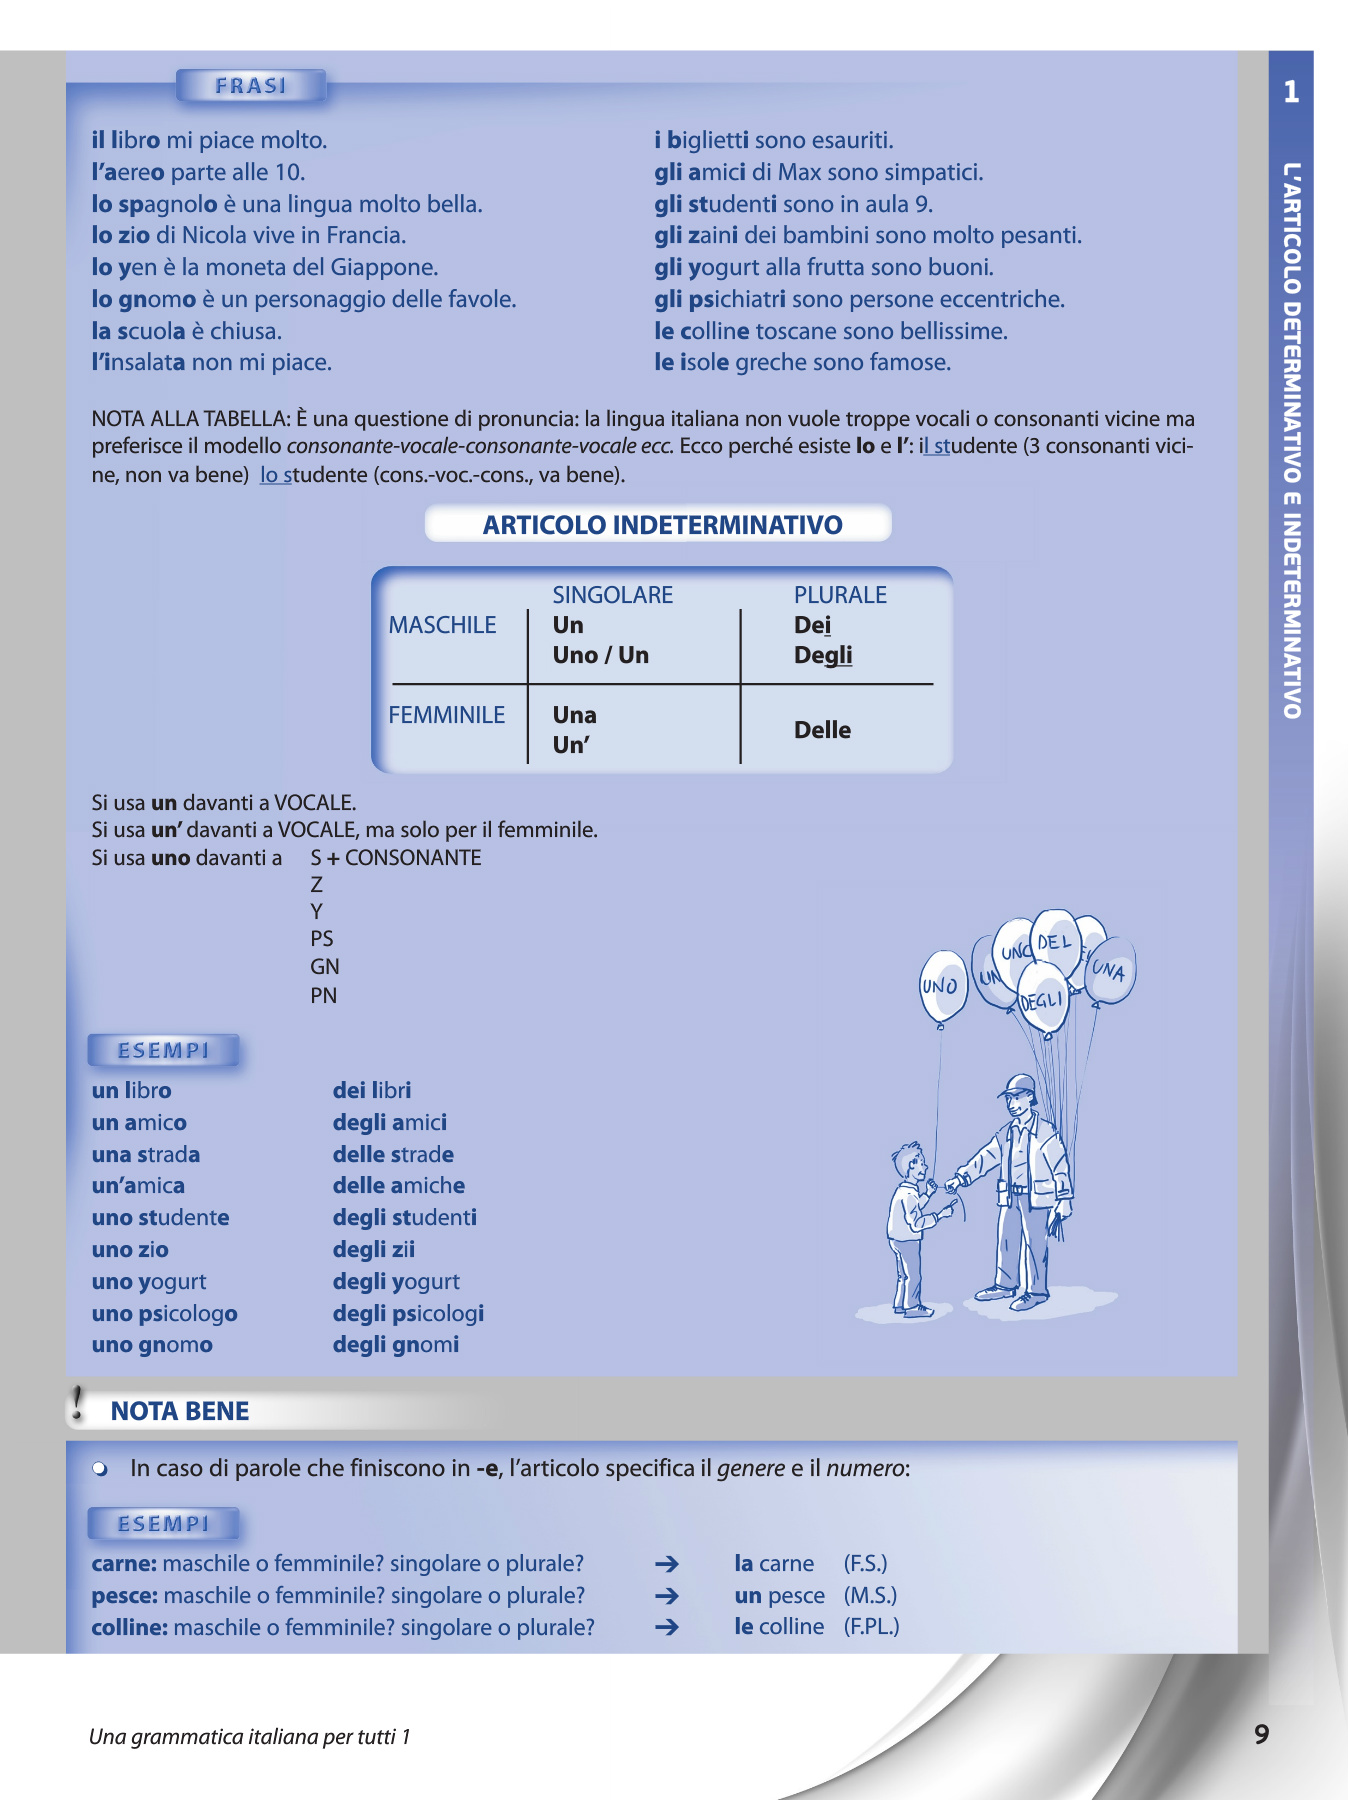 FRASI
il libro mi piace molto.
l’aereo parte alle 10.
lo spagnolo è una lingua molto bella.
lo zio di Nicola vive in Francia.
lo yen è la moneta del Giappone.
lo gnomo è un personaggio delle favole.
la scuola è chiusa.
l’insalata non mi piace.
i biglietti sono esauriti.
gli amici di Max sono simpatici.
gli studenti sono in aula 9.
gli zaini dei bambini sono molto pesanti.
gli yogurt alla frutta sono buoni.
gli psichiatri sono persone eccentriche.
le colline toscane sono bellissime.
le isole greche sono famose.
NOTA ALLA TABELLA: È una questione di pronuncia: la lingua italiana non vuole troppe vocali o consonanti vicine ma
preferisce il modello consonante-vocale-consonante-vocale ecc. Ecco perché esiste lo e l’: il studente (3 consonanti vici-
ne, non va bene) lo studente (cons.-voc.-cons., va bene).
ARTICOLO INDETERMINATIVO
SINGOLARE PLURALE
MASCHILE Un Dei
Uno / Un Degli
FEMMINILE Una
Un’
Delle
Si usa un davanti a VOCALE.
Si usa un’ davanti a VOCALE, ma solo per il femminile.
Si usa uno davanti a S + CONSONANTE
Z
Y
PS
GN
PN
UNO
UN
UNO
DEL
DEGLI
UNA
ESEMPI
un libro dei libri
un amico degli amici
una strada delle strade
un’amica delle amiche
uno studente degli studenti
uno zio degli zii
uno yogurt degli yogurt
uno psicologo degli psicologi
uno gnomo degli gnomi
! NOTA BENE
In caso di parole che finiscono in -e, l’articolo specifica il genere e il numero:
ESEMPI
carne: maschile o femminile? singolare o plurale? ➔ la carne (F.S.)
pesce: maschile o femminile? singolare o plurale? ➔ un pesce (M.S.)
colline: maschile o femminile? singolare o plurale? ➔ le colline (F.PL.)
Una grammatica italiana per tutti 1
9
1
L’ARTICOLO DETERMINATIVO E INDETERMINATIVO